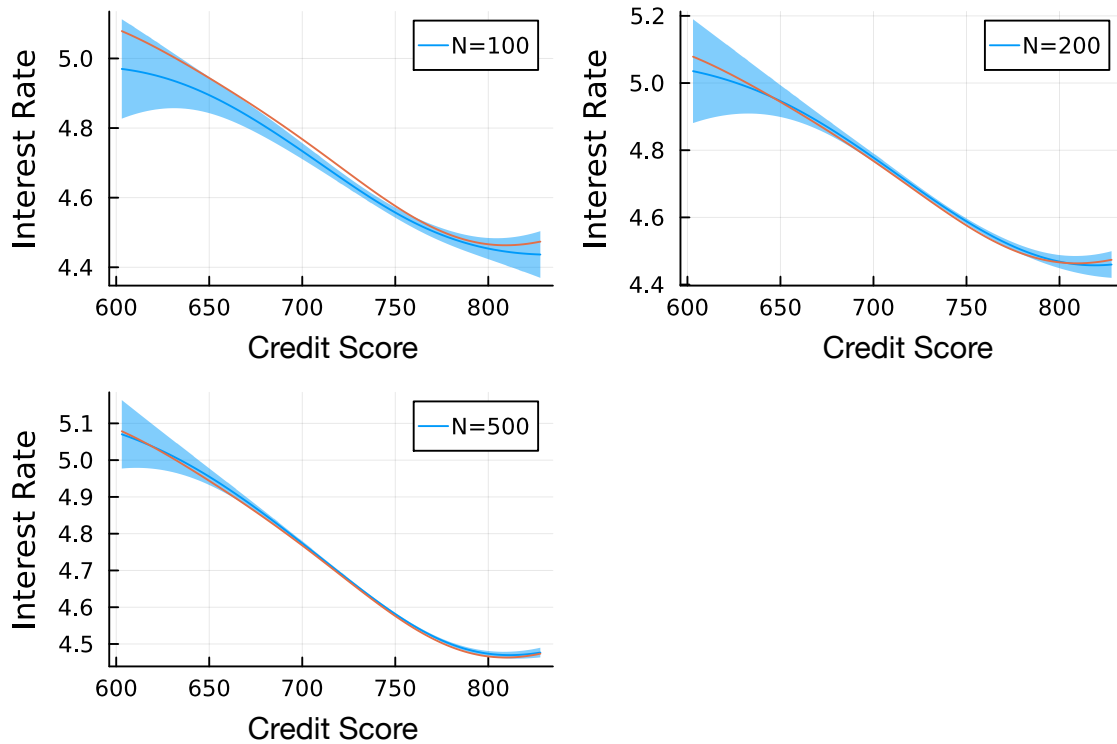 N=100
5.0
4.8
4.6
4.4
Interest Rate
600 650 700 750 800
Credit Score
N=200
5.2
5.0
4.8
4.6
4.4
Interest Rate
600 650 700 750 800
Credit Score
N=500
5.1
5.0
4.9
4.8
4.7
4.6
4.5
Interest Rate
600 650 700 750 800
Credit Score